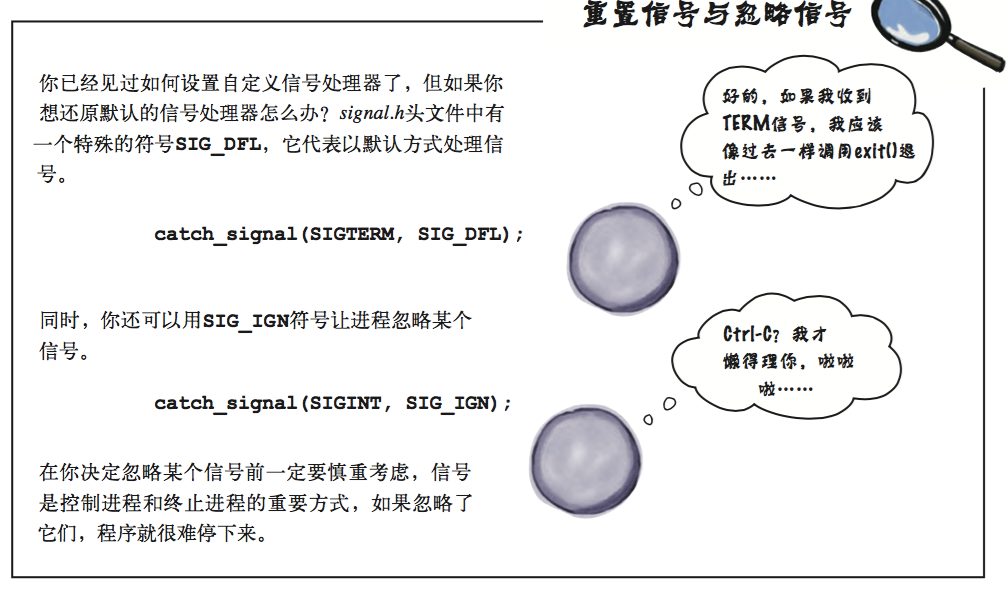 重置信号与忽略信号
你已经见过如何设置自定义信号处理器了，但如果你
想还原默认的信号处理器怎么办？signal.h头文件中有
一个特殊的符号SIG_DFL，它代表以默认方式处理信
号。
catch_signal(SIGTERM, SIG_DFL);
好的，如果我收到
TERM信号，我应该
像过去一样调用exit()退
出……
同时，你还可以用SIG_IGN符号让进程忽略某个
信号。
catch_signal(SIGINT, SIG_IGN);
Ctrl-C？我才
懒得理你，啦啦
啦……
在你决定忽略某个信号前一定要慎重考虑，信号
是控制进程和终止进程的重要方式，如果忽略了
它们，程序就很难停下来。